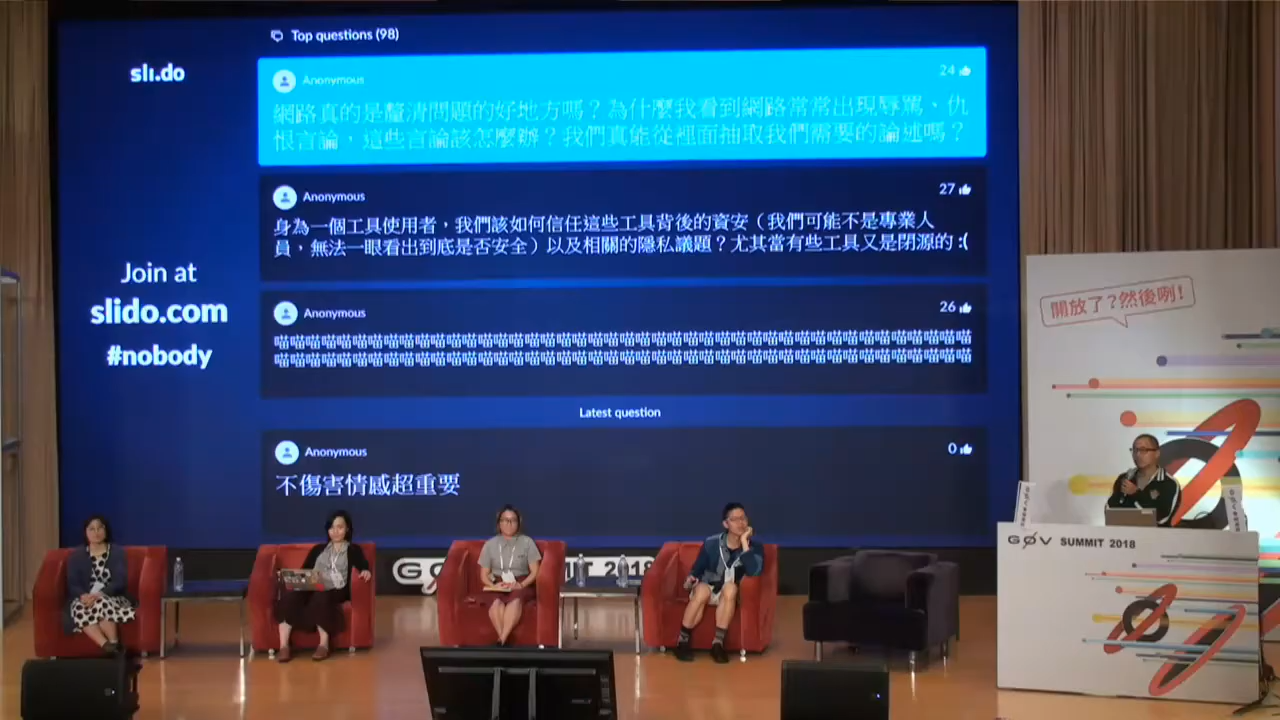 Top questions (98)
sli.do
Anonymous
24
網路真的是釐清問題的好地方嗎？為什麼我看到網路常常出現辱罵、仇
恨言論，這些言論該怎麼辦？我們真能從裡面抽取我們需要的論述嗎？
Anonymous
27
身為一個工具使用者，我們該如何信任這些工具背後的資安（我們可能不是專業人
員，無法一眼看出到底是否安全）以及相關的隱私議題？尤其當有些工具又是閉源的 :(
Join at
slido.com
#nobody
Anonymous
26
喵喵喵喵喵喵喵喵喵喵喵喵喵喵喵喵喵喵喵喵喵喵喵喵喵喵喵喵喵喵喵喵喵喵喵喵喵喵喵
喵喵喵喵喵喵喵喵喵喵喵喵喵喵喵喵喵喵喵喵喵喵喵喵喵喵喵喵喵喵喵喵喵喵喵喵喵喵喵
Latest question
Anonymous
0
不傷害情感超重要
開放了？然後咧！
GØV SUMMIT 2018
2018